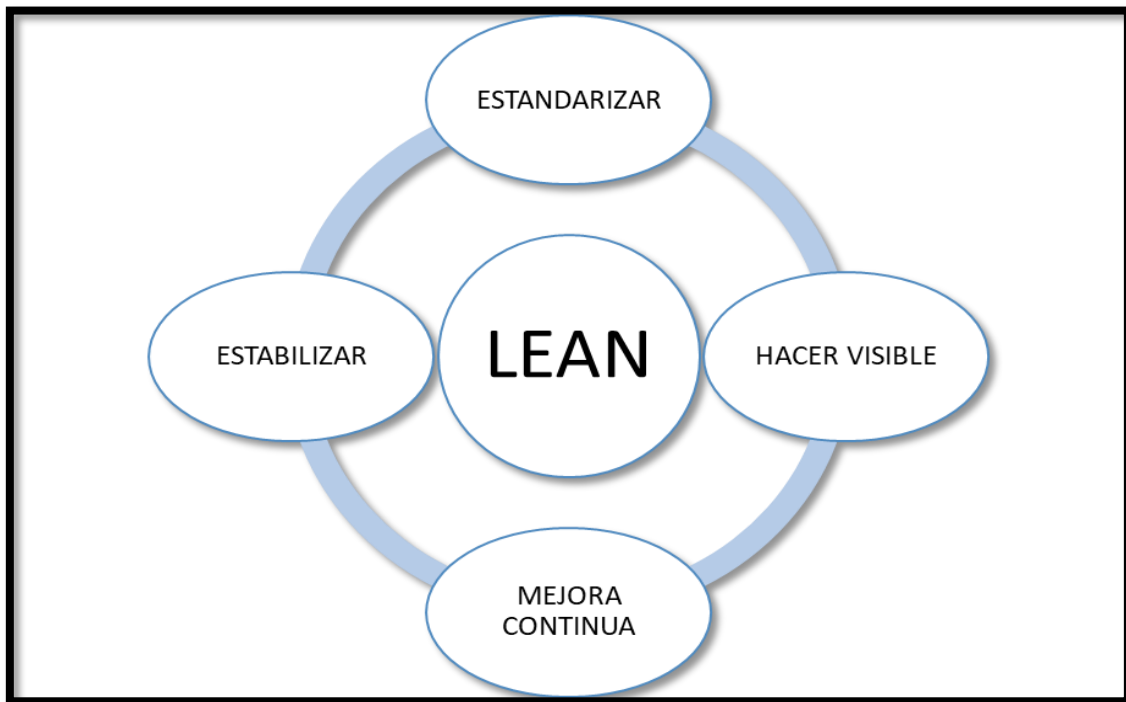 ESTANDARIZAR
ESTABILIZAR
LEAN
HACER VISIBLE
MEJORA
CONTINUA